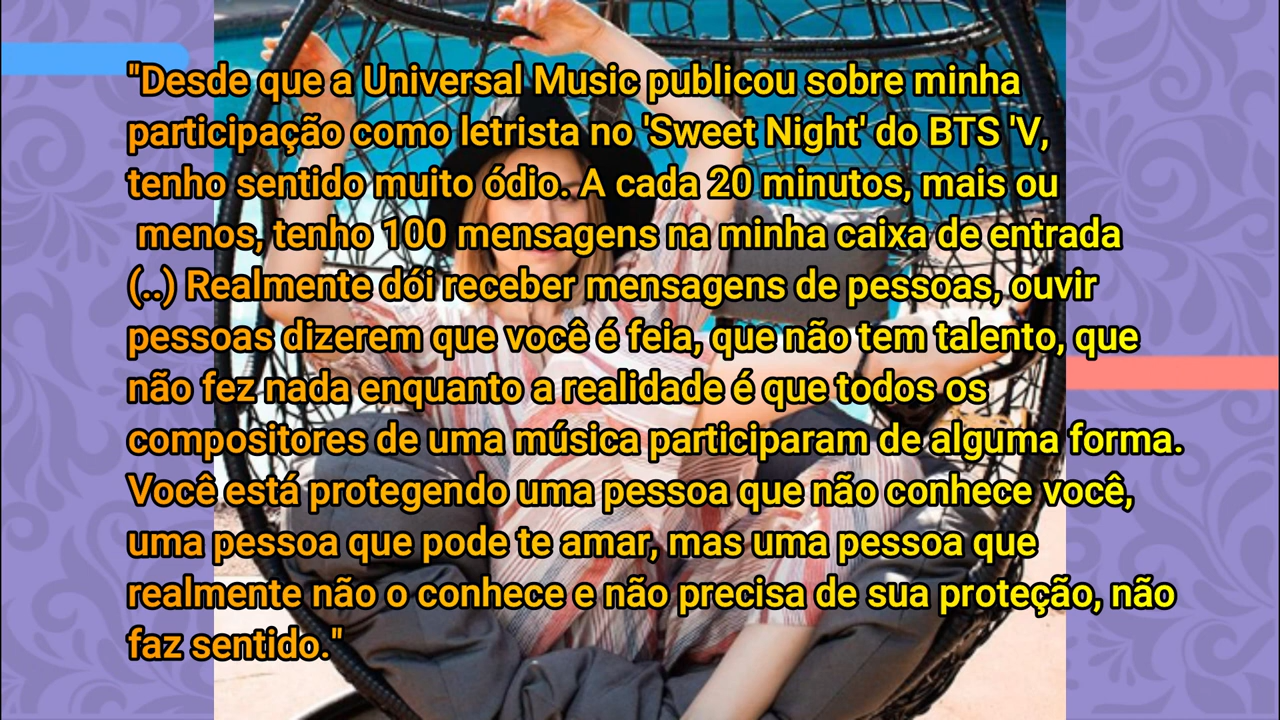 "Desde que a Universal Music publicou sobre minha
participação como letrista no 'Sweet Night' do BTS 'V,
tenho sentido muito ódio. A cada 20 minutos, mais ou
menos, tenho 100 mensagens na minha caixa de entrada
(..) Realmente dói receber mensagens de pessoas, ouvir
pessoas dizerem que você é feia, que não tem talento, que
não fez nada enquanto a realidade é que todos os
compositores de uma música participaram de alguma forma.
Você está protegendo uma pessoa que não conhece você,
uma pessoa que pode te amar, mas uma pessoa que
realmente não o conhece e não precisa de sua proteção, não
faz sentido."